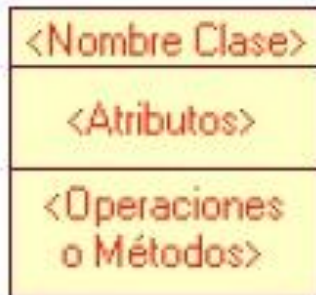 <Nombre Clase>
<Atributos>
<Operaciones
o Métodos>